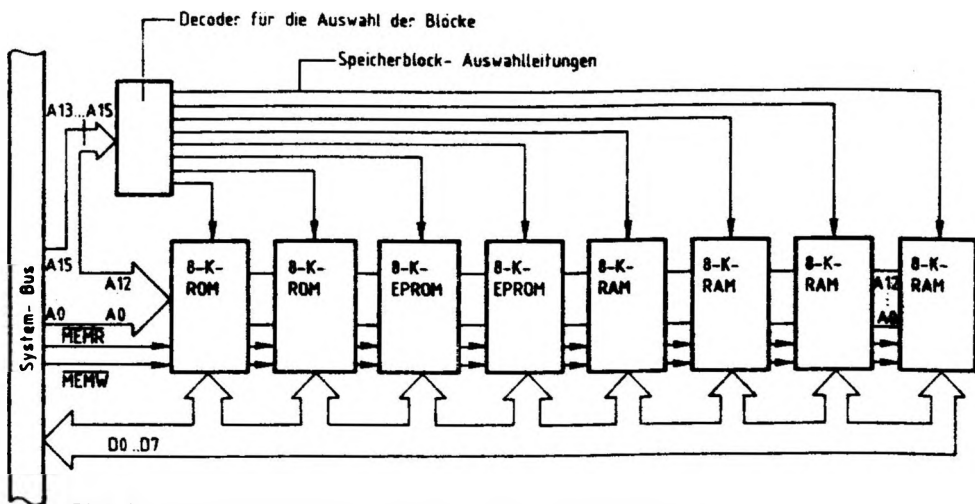 Decoder für die Auswahl der Blöcke
Speicherblock- Auswahlleitungen
A13...A15
System- Bus
A15
A12
A0
A0
MEMR
MEMW
8-K-
ROM
8-K-
ROM
8-K-
EPROM
8-K-
EPROM
8-K-
RAM
8-K-
RAM
8-K-
RAM
8-K-
RAM
A12
A0
D0..D7